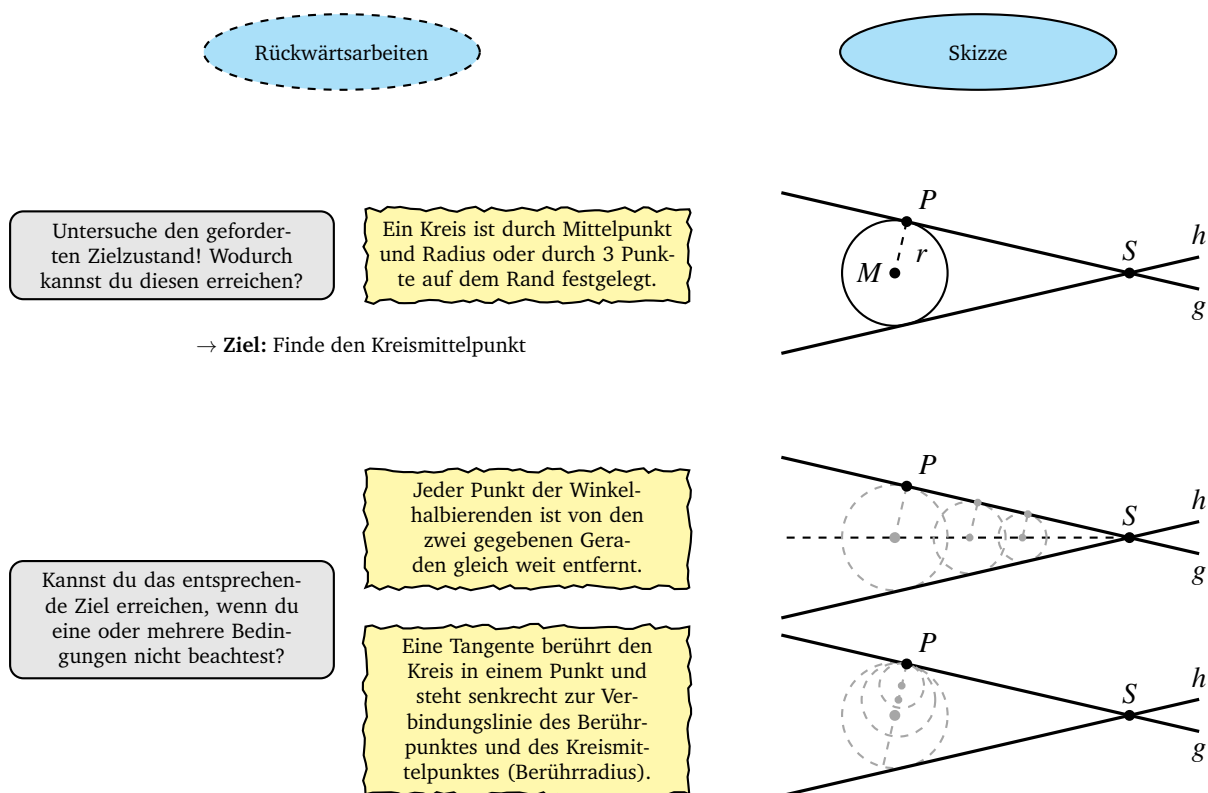 Rückwärtsarbeiten
Skizze
Untersuche den geforder-
ten Zielzustand! Wodurch
kannst du diesen erreichen?
Ein Kreis ist durch Mittelpunkt
und Radius oder durch 3 Punk-
te auf dem Rand festgelegt.
→ Ziel: Finde den Kreismittelpunkt
P
M
r
S
h
g
Kannst du das entsprechen-
de Ziel erreichen, wenn du
eine oder mehrere Bedin-
gungen nicht beachtest?
Jeder Punkt der Winkel-
halbierenden ist von den
zwei gegebenen Gera-
den gleich weit entfernt.
P
S
h
g
Eine Tangente berührt den
Kreis in einem Punkt und
steht senkrecht zur Ver-
bindungslinie des Berühr-
punktes und des Kreismit-
telpunktes (Berührradius).
P
S
h
g